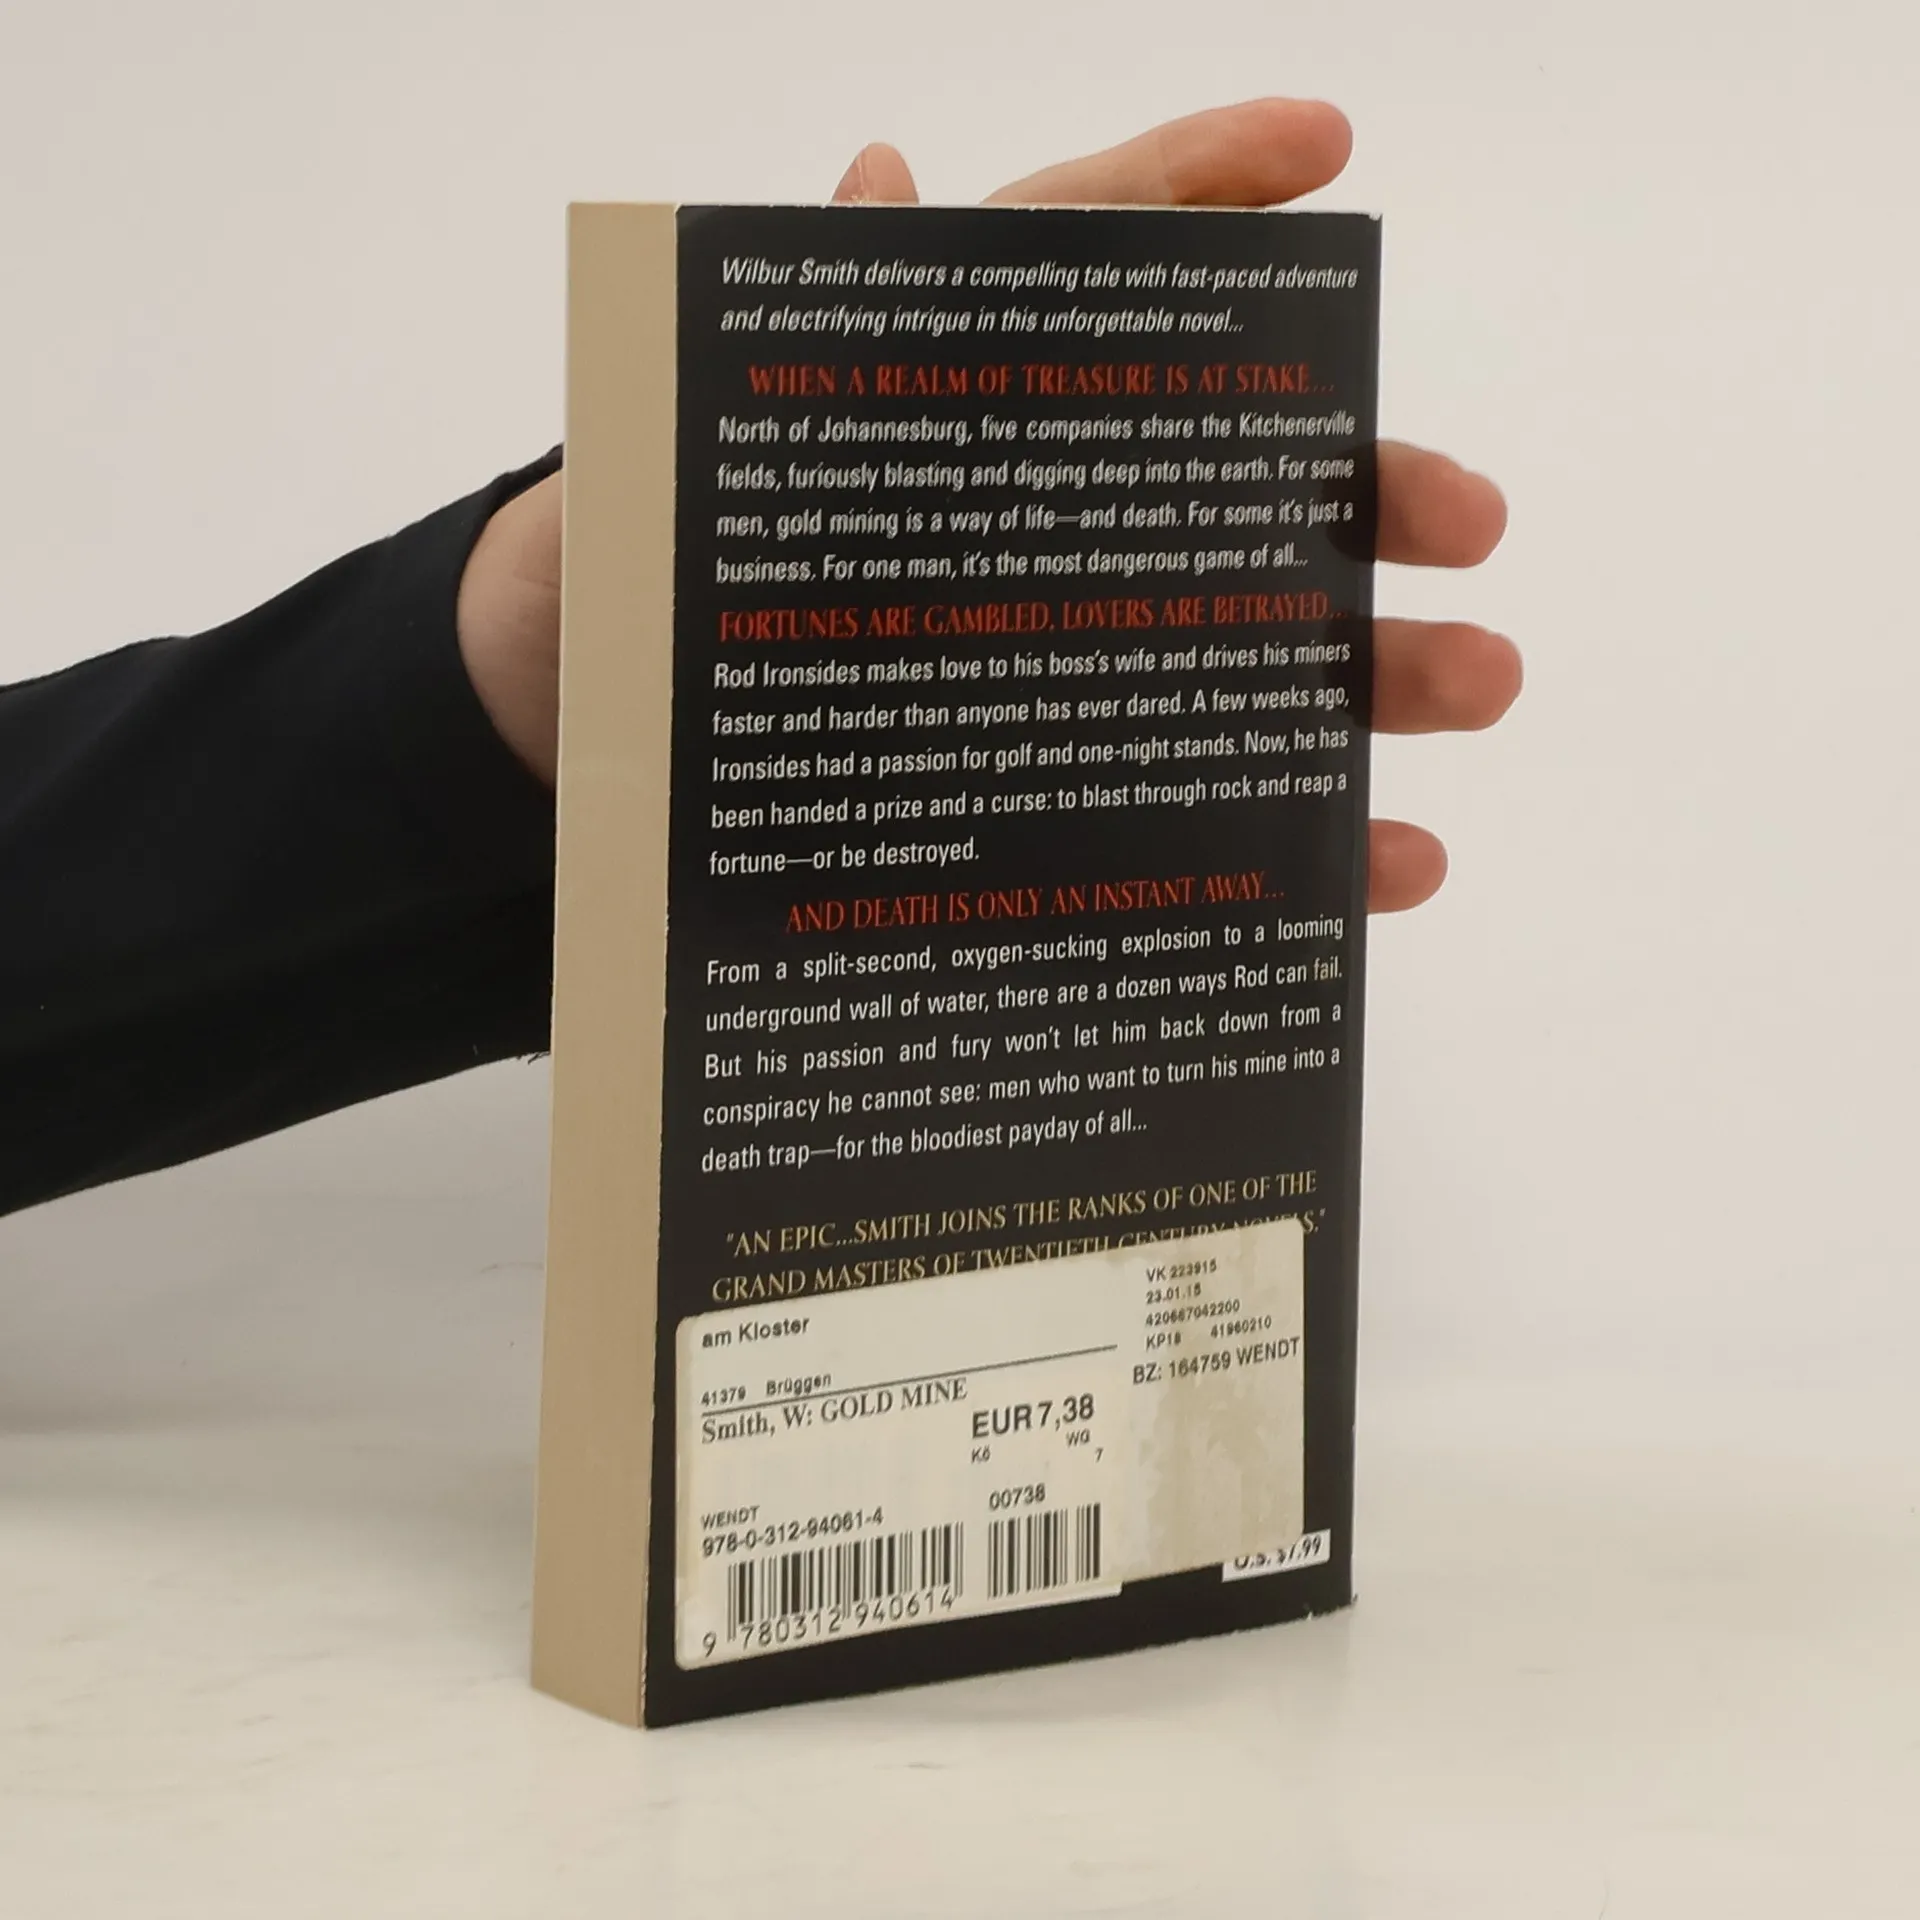 Wilbur Smith delivers a compelling tale with fast-paced adventure
and electrifying intrigue in this unforgettable novel...
WHEN A REALM OF TREASURE IS AT STAKE...
North of Johannesburg, five companies share the Kitchenerville
fields, furiously blasting and digging deep into the earth. For some
men, gold mining is a way of life—and death. For some it's just a
business. For one man, it's the most dangerous game of all...
FORTUNES ARE GAMBLED, LOVERS ARE BETRAYED...
Rod Ironsides makes love to his boss's wife and drives his miners
faster and harder than anyone has ever dared. A few weeks ago,
Ironsides had a passion for golf and one-night stands. Now, he has
been handed a prize and a curse: to blast through rock and reap a
fortune—or be destroyed.
AND DEATH IS ONLY AN INSTANT AWAY...
From a split-second, oxygen-sucking explosion to a looming
underground wall of water, there are a dozen ways Rod can fail.
But his passion and fury won't let him back down from a
conspiracy he cannot see: men who want to turn his mine into a
death trap—for the bloodiest payday of all...
"AN EPIC...SMITH JOINS THE RANKS OF ONE OF THE
GRAND MASTERS OF TWENTIETH CENTURY NOVELS."
am Kloster
41379 Brüggen
Smith, W: GOLD MINE
EUR 7,38
Kö WG
7
VK 223915
23.01.15
420667042200
KP18 41960210
BZ: 164759 WENDT
WENDT
978-0-312-94061-4
00738
9 780312 940614
U.S. $7.99